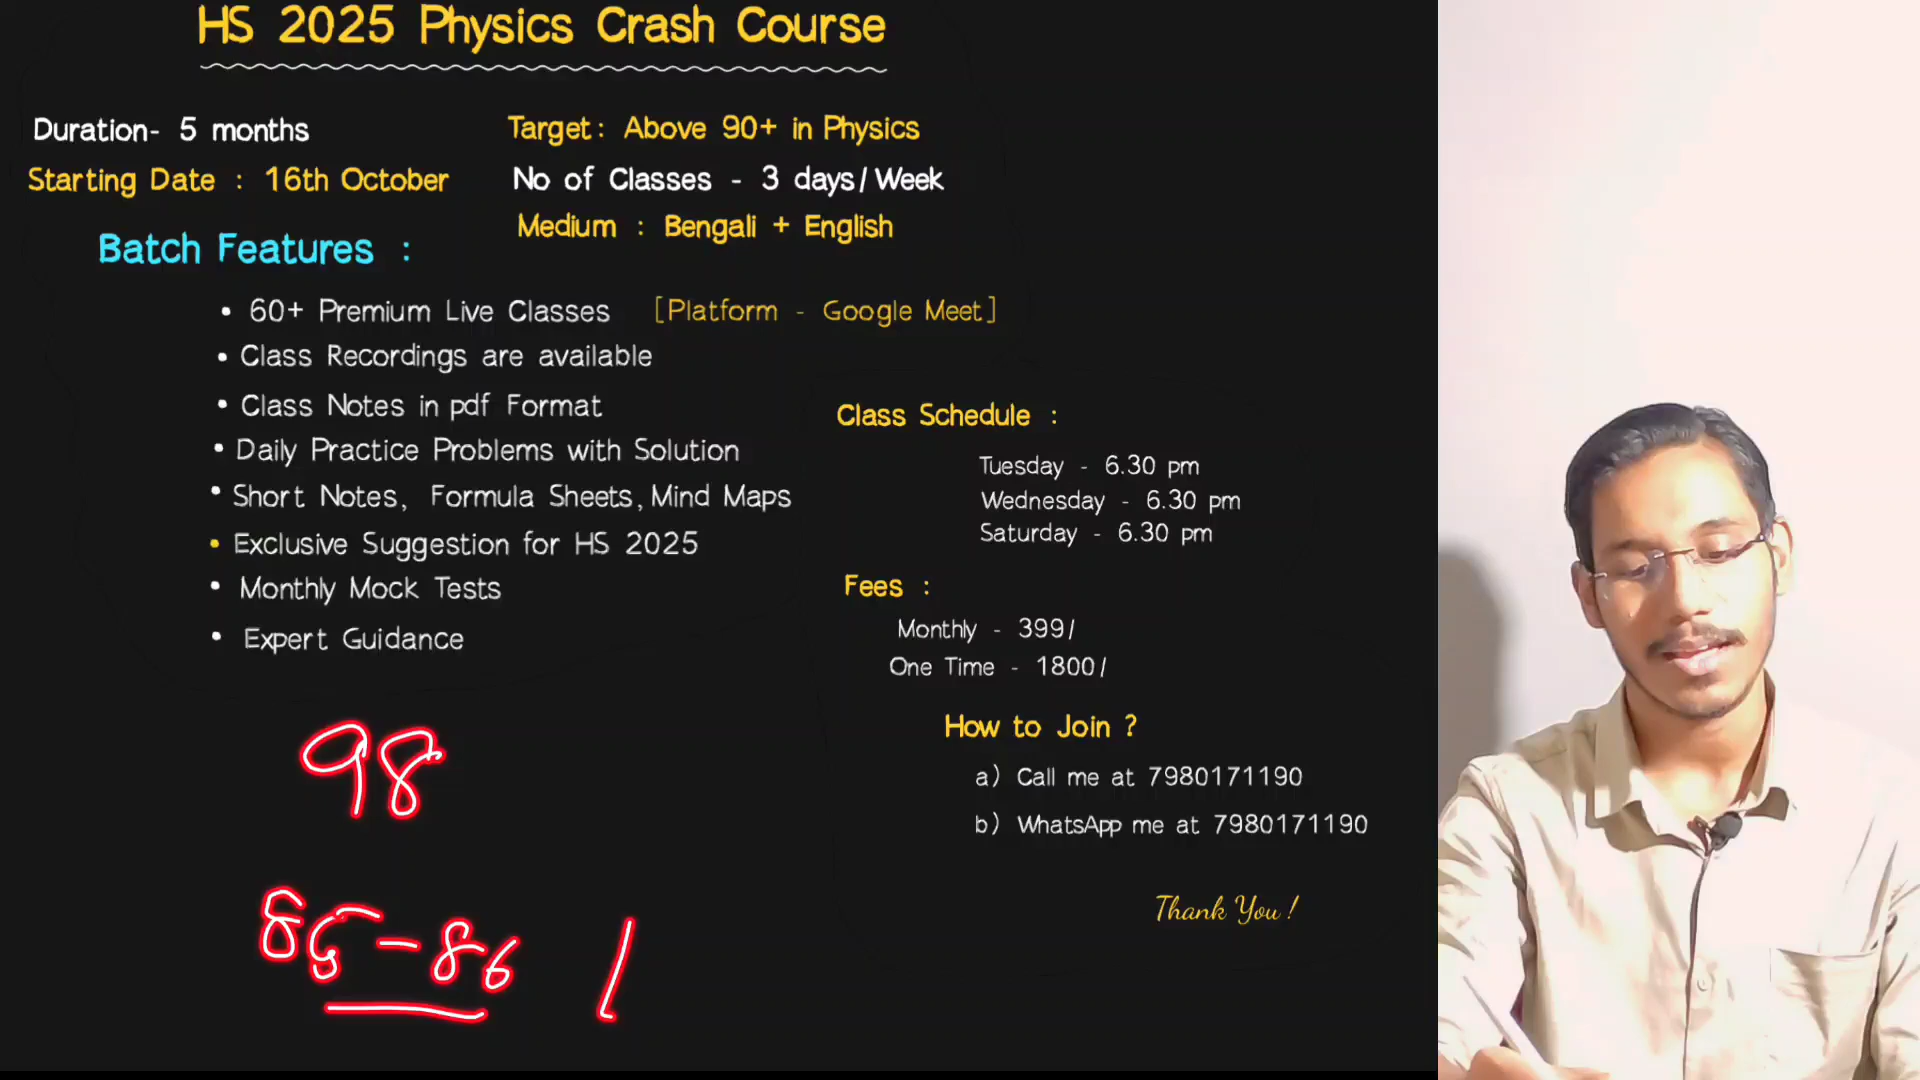 HS 2025 Physics Crash Course
Duration- 5 months
Target: Above 90+ in Physics
Starting Date : 16th October
No of Classes - 3 days/Week
Medium : Bengali + English
Batch Features :
• 60+ Premium Live Classes [Platform - Google Meet]
• Class Recordings are available
• Class Notes in pdf Format
• Daily Practice Problems with Solution
• Short Notes, Formula Sheets, Mind Maps
• Exclusive Suggestion for HS 2025
• Monthly Mock Tests
• Expert Guidance
Class Schedule :
Tuesday - 6.30 pm
Wednesday - 6.30 pm
Saturday - 6.30 pm
Fees :
Monthly - 399/
One Time - 1800/
How to Join ?
a) Call me at 7980171190
b) WhatsApp me at 7980171190
Thank You !
98
85-86 /